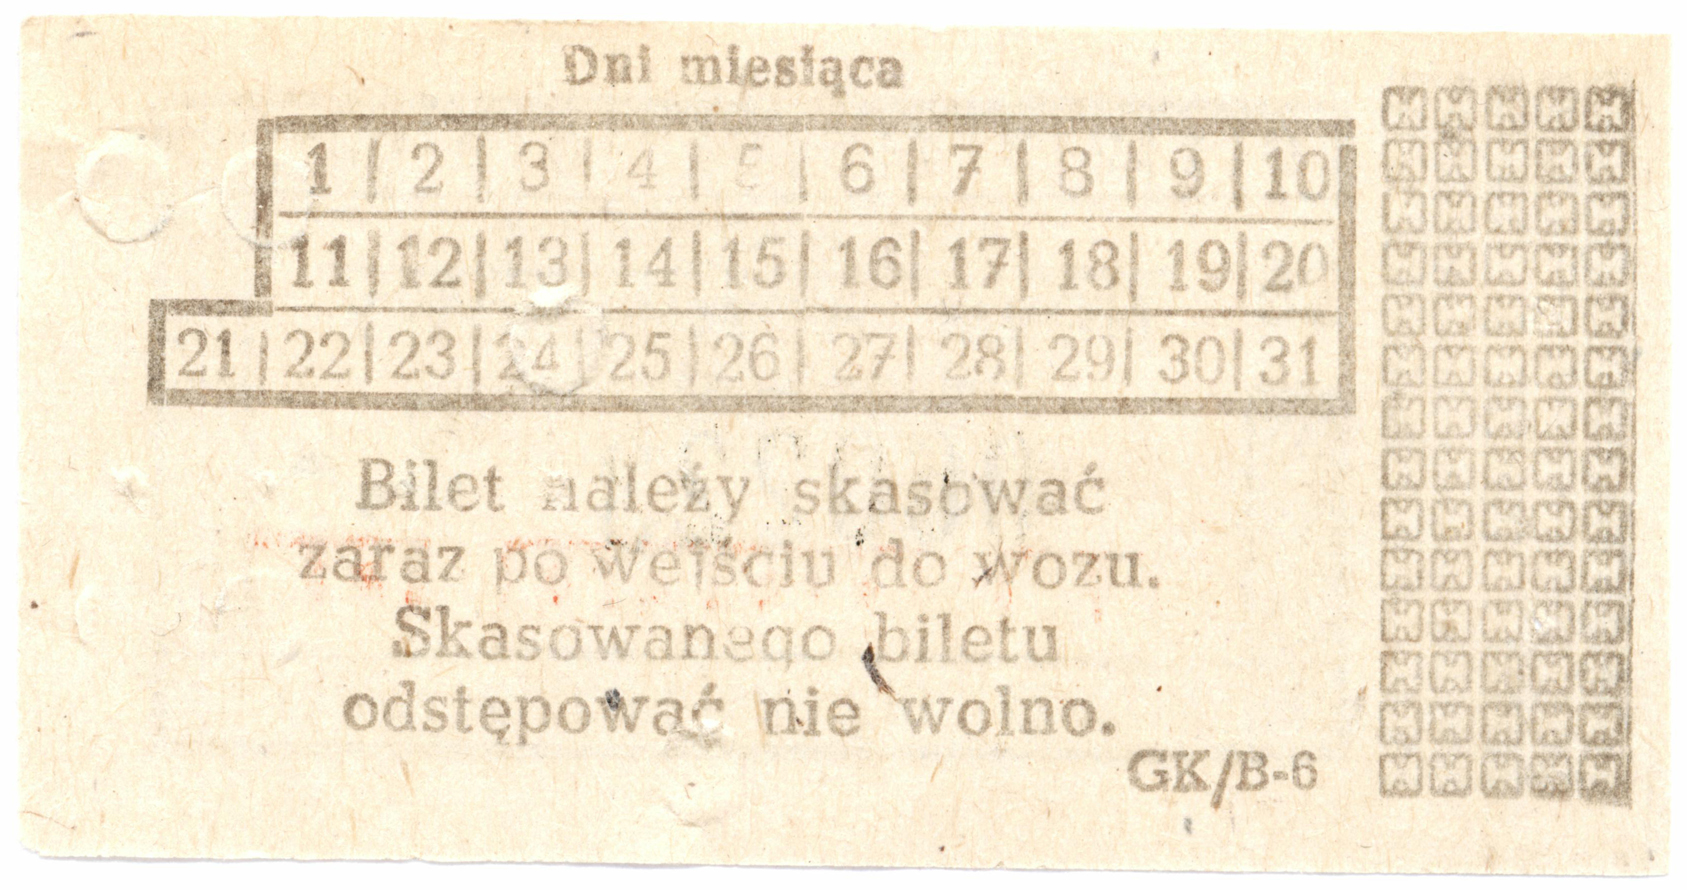 Dni miesiąca
1 | 2 | 3 | 4 | 5 | 6 | 7 | 8 | 9 | 10
11 | 12 | 13 | 14 | 15 | 16 | 17 | 18 | 19 | 20
21 | 22 | 23 | 24 | 25 | 26 | 27 | 28 | 29 | 30 | 31
Bilet należy skasować
zaraz po wejściu do wozu.
Skasowanego biletu
odstępować nie wolno.
GK/B-6